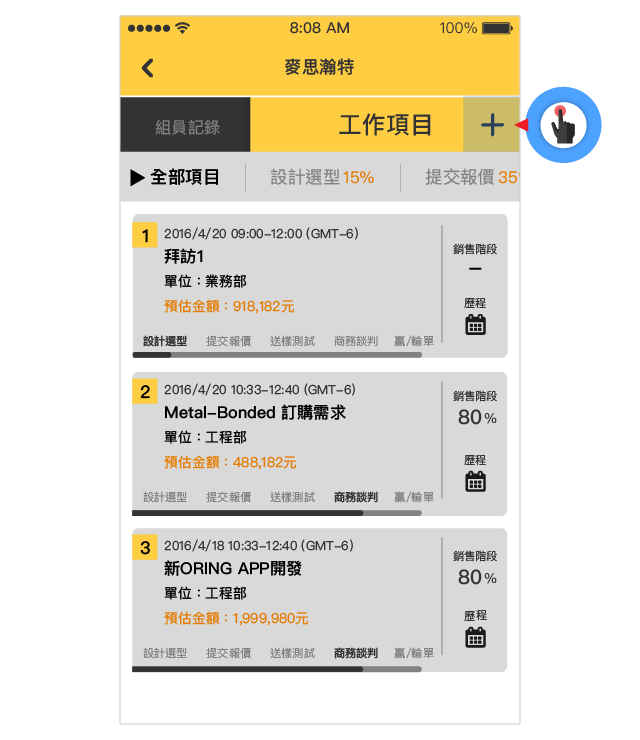 8:08 AM 100%
麥思瀚特
組員記錄 工作項目 +
▶全部項目 設計選型15% 提交報價 35
1 2016/4/20 09:00-12:00 (GMT-6)
拜訪1
單位：業務部
預估金額：918,182元
設計選型 提交報價 送樣測試 商務談判 贏/輸單
銷售階段
–
歷程
2 2016/4/20 10:33-12:40 (GMT-6)
Metal-Bonded 訂購需求
單位：工程部
預估金額：488,182元
設計選型 提交報價 送樣測試 商務談判 贏/輸單
銷售階段
80%
歷程
3 2016/4/18 10:33-12:40 (GMT-6)
新ORING APP開發
單位：工程部
預估金額：1,999,980元
設計選型 提交報價 送樣測試 商務談判 贏/輸單
銷售階段
80%
歷程